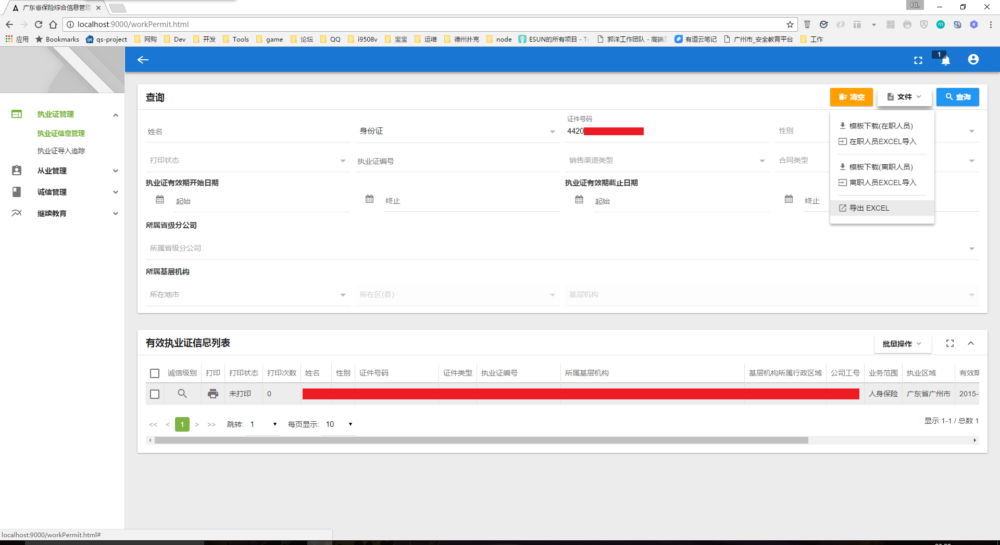 广东省保险综合信息管理
HL
localhost:9000/workPermit.html
应用 Bookmarks qs-project 网购 Dev 开发 Tools game 论坛 QQ i9508v 宝宝 运维 德州扑克 node ESUN的所有项目 - 郭洋工作团队 - 高端 有道云笔记 广州市_安全教育平台 工作
1
执业证管理
执业证信息管理
执业证导入追踪
从业管理
诚信管理
继续教育
查询
清空 文件 查询
模板下载(在职人员)
在职人员EXCEL导入
模板下载(离职人员)
离职人员EXCEL导入
导出 EXCEL
姓名 身份证 证件号码 4420 性别
打印状态 执业证编号 销售渠道类型 合同类型
执业证有效期开始日期 执业证有效期截止日期
起始 终止 起始 终止
所属省级分公司
所属省级分公司
所属基层机构
所在地市 所在区(县) 基层机构
有效执业证信息列表 批量操作
诚信级别 打印 打印状态 打印次数 姓名 性别 证件号码 证件类型 执业证编号 所属基层机构 基层机构所属行政区域 公司工号 业务范围 执业区域 有效期
未打印 0 人身保险 广东省广州市 2015-
<< < 1 > >> 跳转: 1 每页显示: 10 显示 1-1 / 总数 1
localhost:9000/workPermit.html#